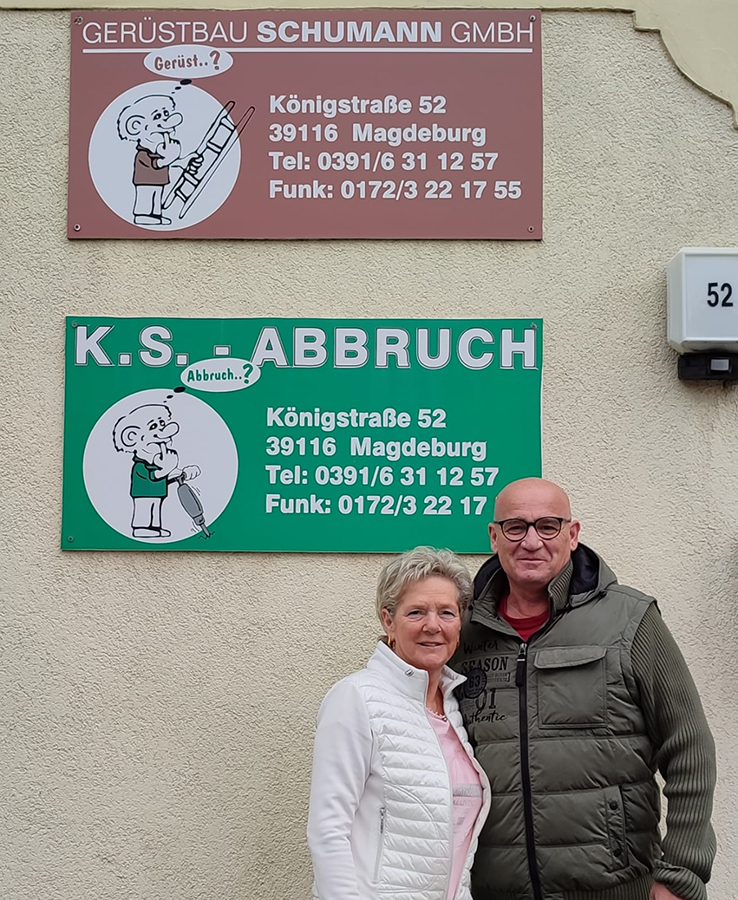 GERÜSTBAU SCHUMANN GMBH
Gerüst..?
Königstraße 52
39116 Magdeburg
Tel: 0391/6 31 12 57
Funk: 0172/3 22 17 55
52
K.S. - ABBRUCH
Abbruch..?
Königstraße 52
39116 Magdeburg
Tel: 0391/6 31 12 57
Funk: 0172/3 22 17
Winter
SEASON
01
Authentic